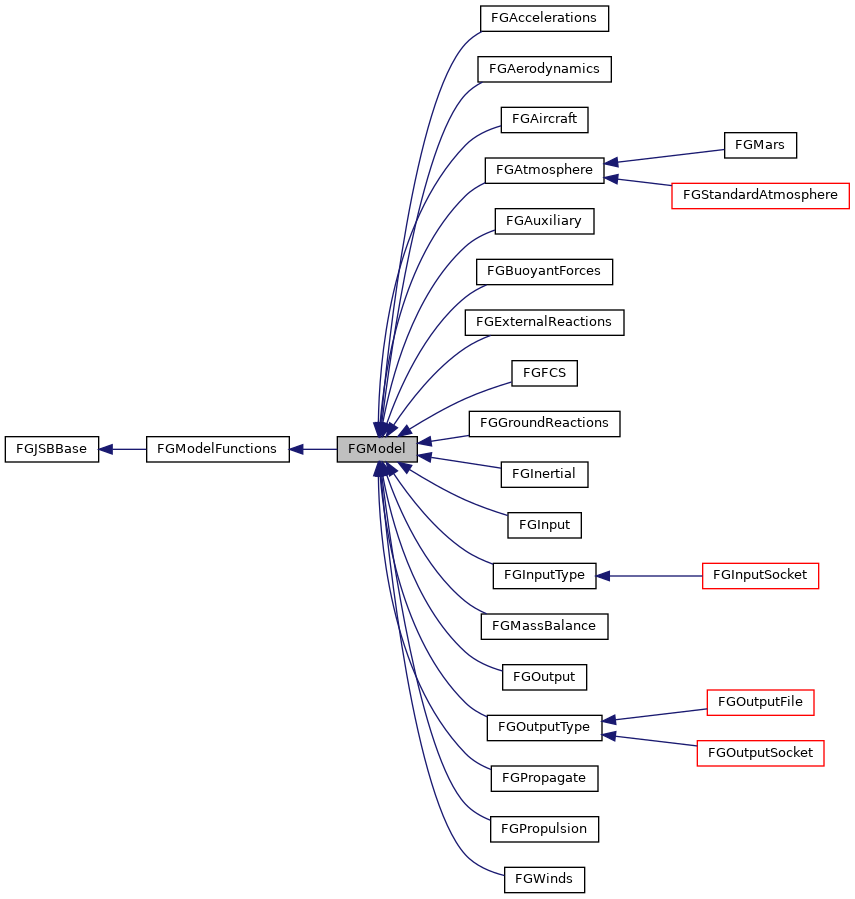 FGAccelerations
FGAerodynamics
FGAircraft
FGMars
FGAtmosphere
FGStandardAtmosphere
FGAuxiliary
FGBuoyantForces
FGExternalReactions
FGFCS
FGGroundReactions
FGJSBBase
FGModelFunctions
FGModel
FGInertial
FGInput
FGInputType
FGInputSocket
FGMassBalance
FGOutput
FGOutputFile
FGOutputType
FGOutputSocket
FGPropagate
FGPropulsion
FGWinds